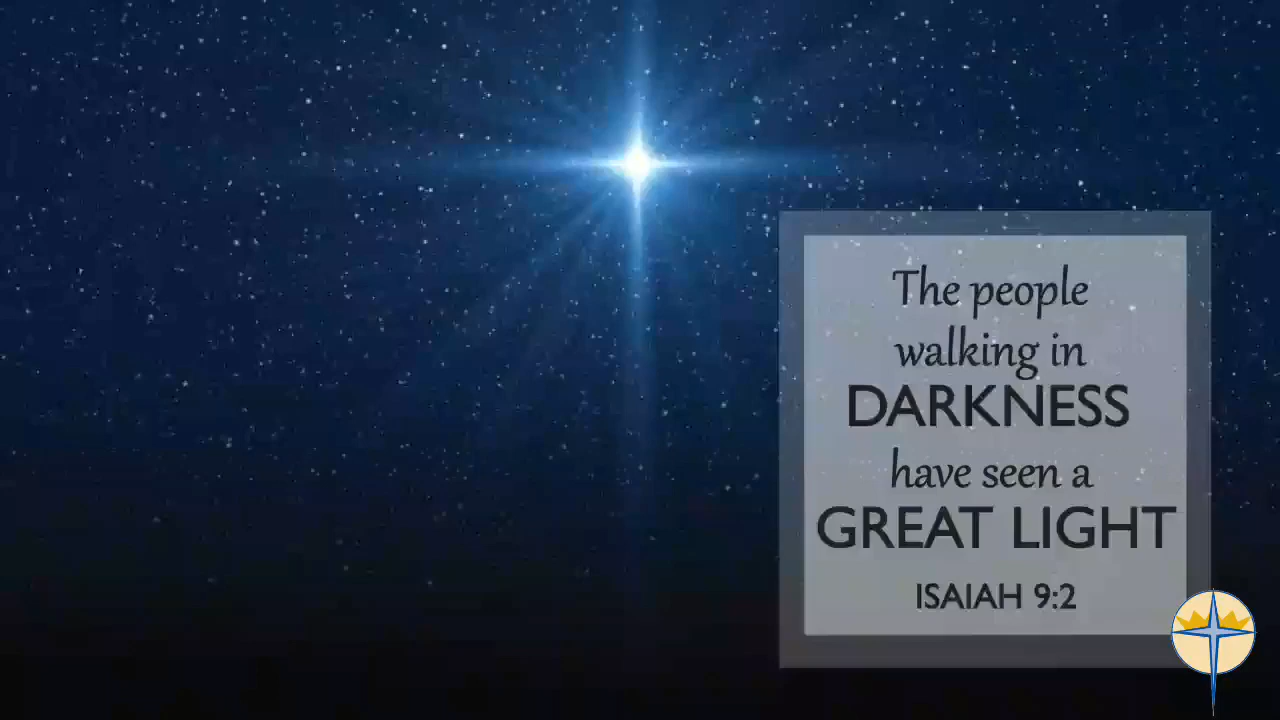 The people
walking in
DARKNESS
have seen a
GREAT LIGHT
ISAIAH 9:2